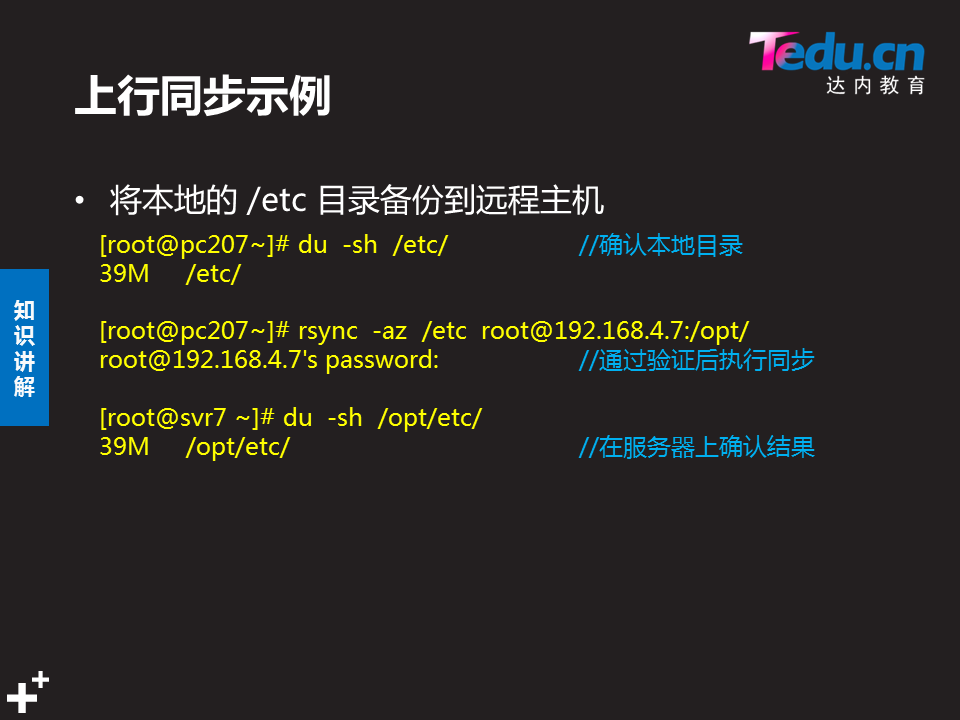 Tedu.cn
达内教育
上行同步示例
• 将本地的 /etc 目录备份到远程主机
[root@pc207~]# du  -sh  /etc/ //确认本地目录
39M /etc/
[root@pc207~]# rsync  -az  /etc  root@192.168.4.7:/opt/
root@192.168.4.7's password: //通过验证后执行同步
[root@svr7 ~]# du  -sh  /opt/etc/
39M /opt/etc/ //在服务器上确认结果
知
识
讲
解